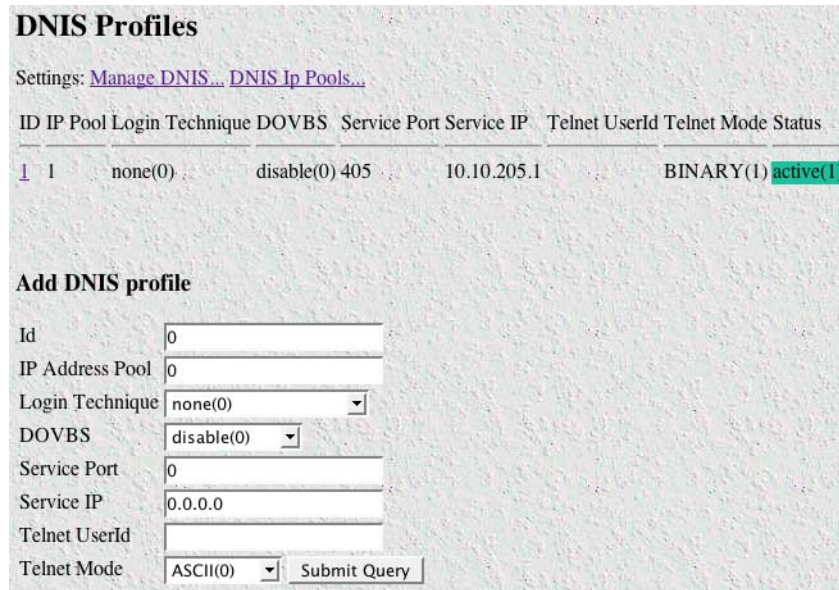 DNIS Profiles
Settings: Manage DNIS... DNIS Ip Pools...
ID IP Pool Login Technique DOVBS Service Port Service IP Telnet UserId Telnet Mode Status
1 1 none(0) disable(0) 405 10.10.205.1 BINARY(1) active(1
Add DNIS profile
Id 0
IP Address Pool 0
Login Technique none(0)
DOVBS disable(0)
Service Port 0
Service IP 0.0.0.0
Telnet UserId
Telnet Mode ASCII(0) Submit Query